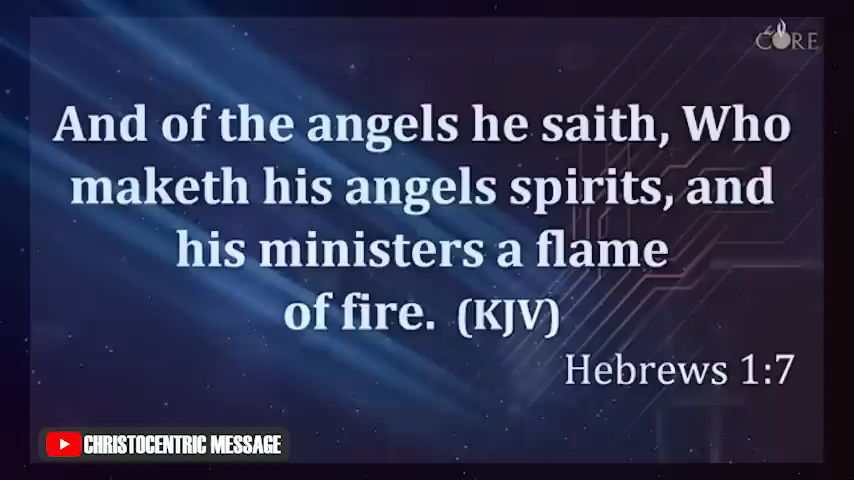 CORE
And of the angels he saith, Who
maketh his angels spirits, and
his ministers a flame
of fire. (KJV)
Hebrews 1:7
CHRISTOCENTRIC MESSAGE